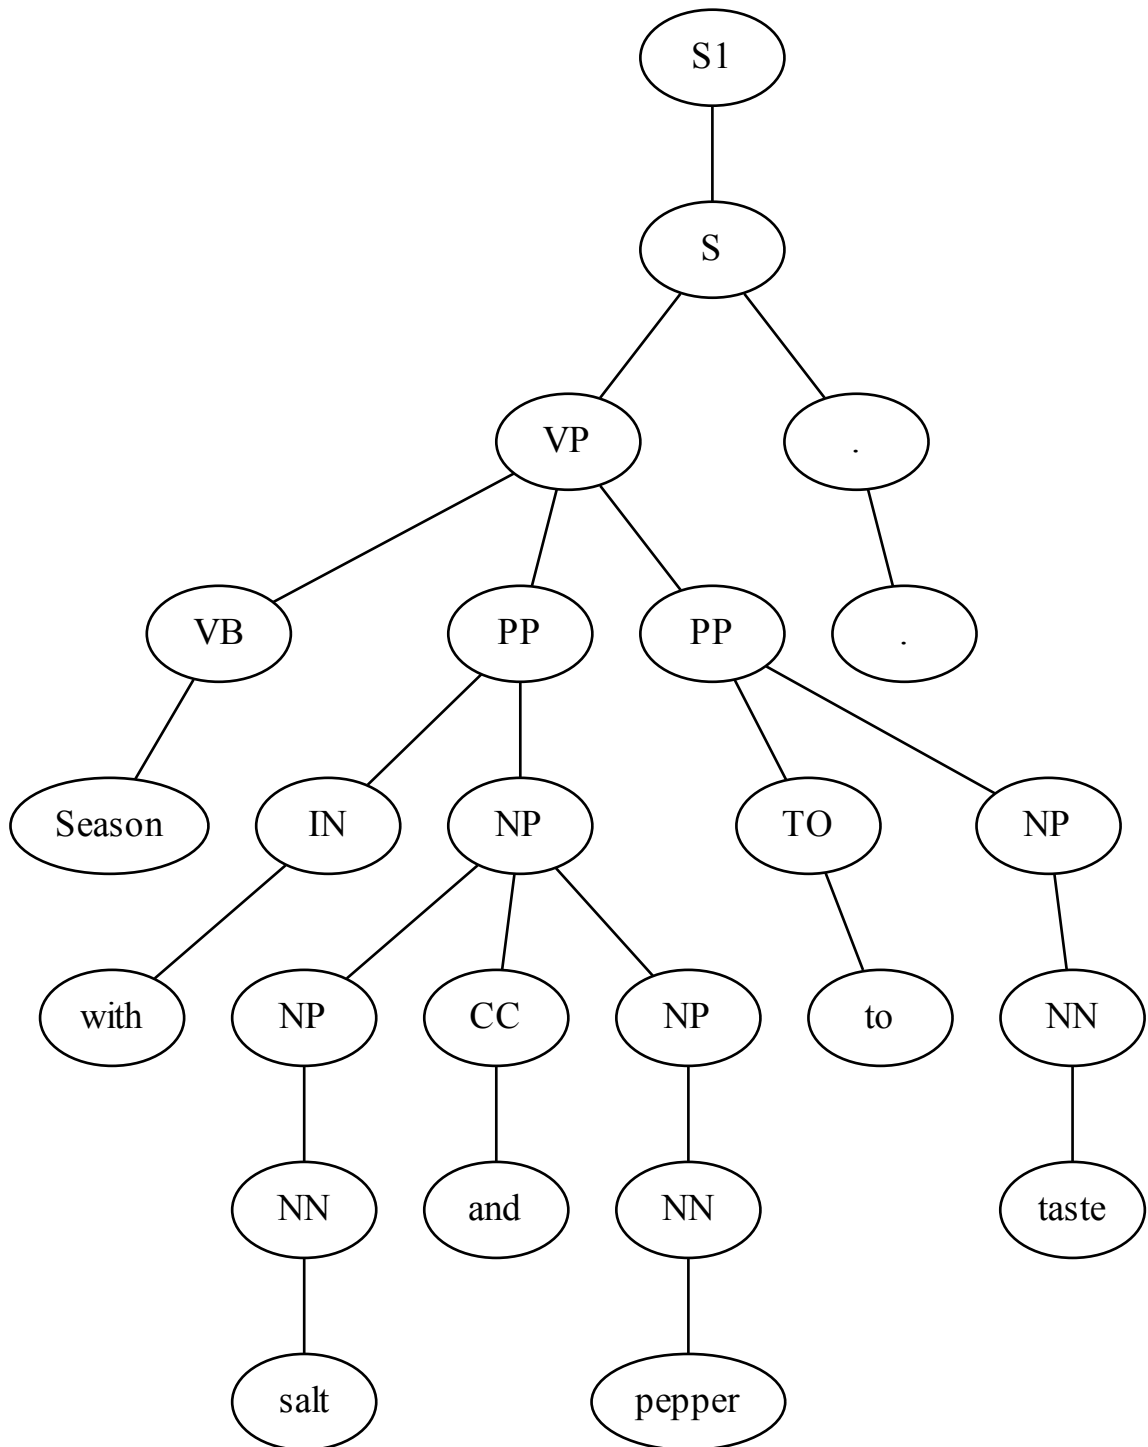 S1
S
VP .
VB PP PP .
Season IN NP TO NP
with NP CC NP to NN
NN and NN taste
salt pepper